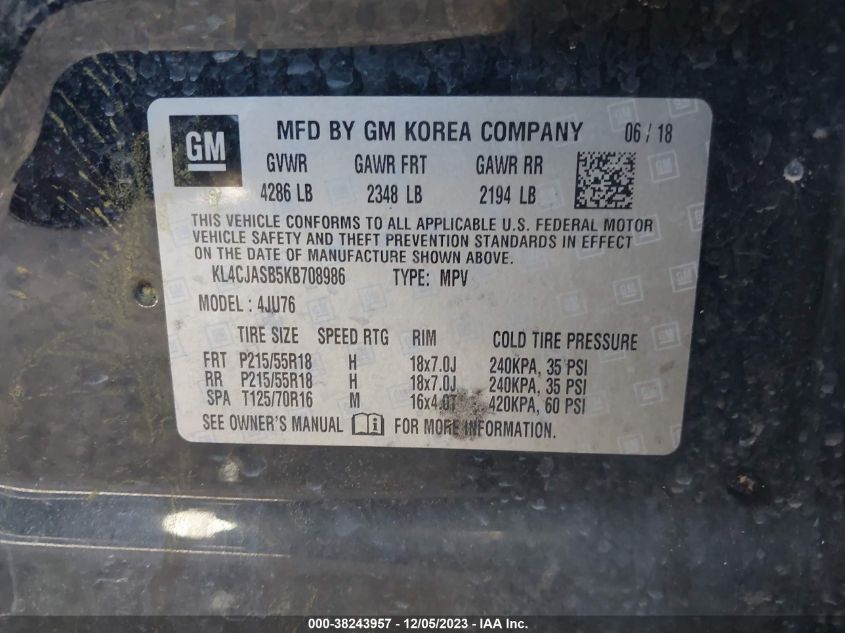 GM
MFD BY GM KOREA COMPANY 06 / 18
GVWR GAWR FRT GAWR RR
4286 LB 2348 LB 2194 LB
THIS VEHICLE CONFORMS TO ALL APPLICABLE U.S. FEDERAL MOTOR
VEHICLE SAFETY AND THEFT PREVENTION STANDARDS IN EFFECT
ON THE DATE OF MANUFACTURE SHOWN ABOVE.
KL4CJASB5KB708986 TYPE: MPV
MODEL : 4JU76
TIRE SIZE SPEED RTG RIM COLD TIRE PRESSURE
FRT P215/55R18 H 18x7.0J 240KPA, 35 PSI
RR P215/55R18 H 18x7.0J 240KPA, 35 PSI
SPA T125/70R16 M 16x4.0T 420KPA, 60 PSI
SEE OWNER'S MANUAL i FOR MORE INFORMATION.
000-38243957 - 12/05/2023 - IAA Inc.